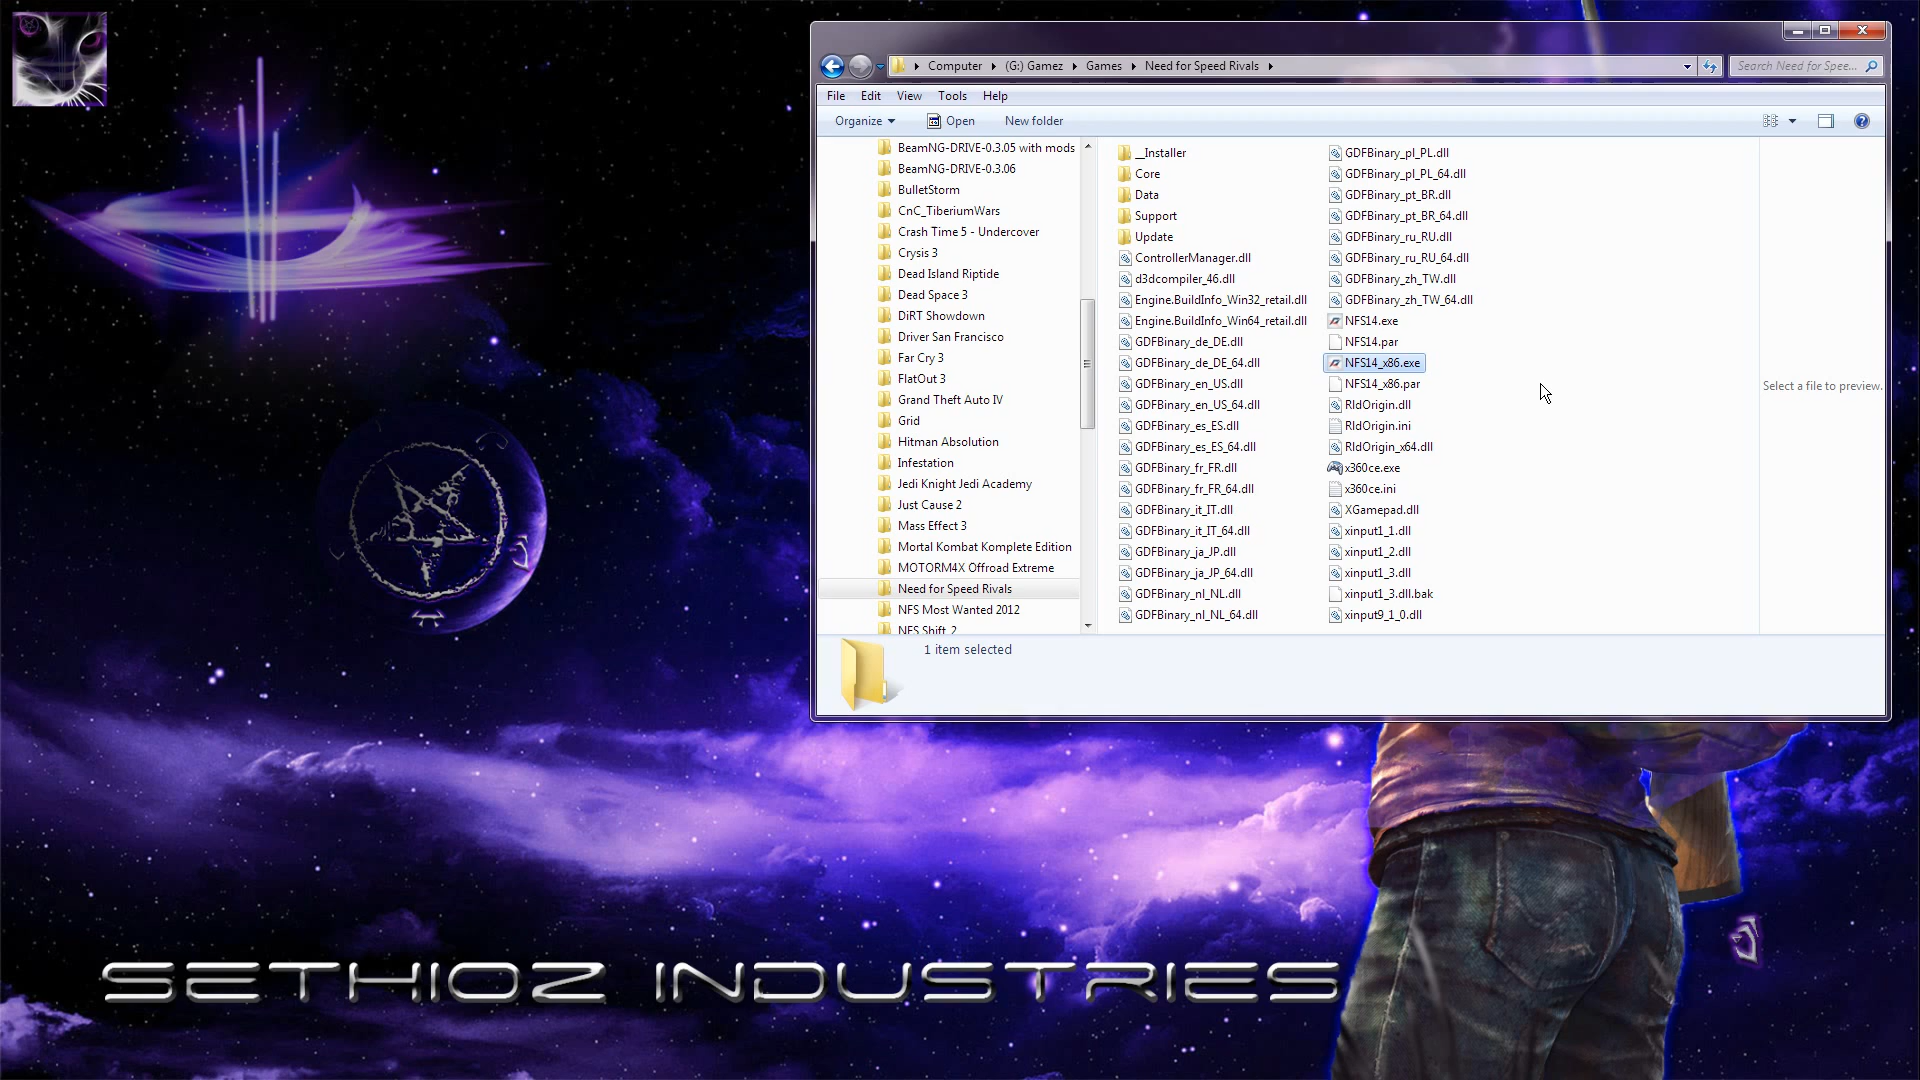 Computer (G:) Gamez Games Need for Speed Rivals
Search Need for Spee...
File Edit View Tools Help
Organize Open New folder
BeamNG-DRIVE-0.3.05 with mods
BeamNG-DRIVE-0.3.06
BulletStorm
CnC_TiberiumWars
Crash Time 5 - Undercover
Crysis 3
Dead Island Riptide
Dead Space 3
DiRT Showdown
Driver San Francisco
Far Cry 3
FlatOut 3
Grand Theft Auto IV
Grid
Hitman Absolution
Infestation
Jedi Knight Jedi Academy
Just Cause 2
Mass Effect 3
Mortal Kombat Komplete Edition
MOTORM4X Offroad Extreme
Need for Speed Rivals
NFS Most Wanted 2012
NFS Shift 2
__Installer
Core
Data
Support
Update
ControllerManager.dll
d3dcompiler_46.dll
Engine.BuildInfo_Win32_retail.dll
Engine.BuildInfo_Win64_retail.dll
GDFBinary_de_DE.dll
GDFBinary_de_DE_64.dll
GDFBinary_en_US.dll
GDFBinary_en_US_64.dll
GDFBinary_es_ES.dll
GDFBinary_es_ES_64.dll
GDFBinary_fr_FR.dll
GDFBinary_fr_FR_64.dll
GDFBinary_it_IT.dll
GDFBinary_it_IT_64.dll
GDFBinary_ja_JP.dll
GDFBinary_ja_JP_64.dll
GDFBinary_nl_NL.dll
GDFBinary_nl_NL_64.dll
GDFBinary_pl_PL.dll
GDFBinary_pl_PL_64.dll
GDFBinary_pt_BR.dll
GDFBinary_pt_BR_64.dll
GDFBinary_ru_RU.dll
GDFBinary_ru_RU_64.dll
GDFBinary_zh_TW.dll
GDFBinary_zh_TW_64.dll
NFS14.exe
NFS14.par
NFS14_x86.exe
NFS14_x86.par
RldOrigin.dll
RldOrigin.ini
RldOrigin_x64.dll
x360ce.exe
x360ce.ini
XGamepad.dll
xinput1_1.dll
xinput1_2.dll
xinput1_3.dll
xinput1_3.dll.bak
xinput9_1_0.dll
Select a file to preview.
1 item selected
SETHIOZ INDUSTRIES